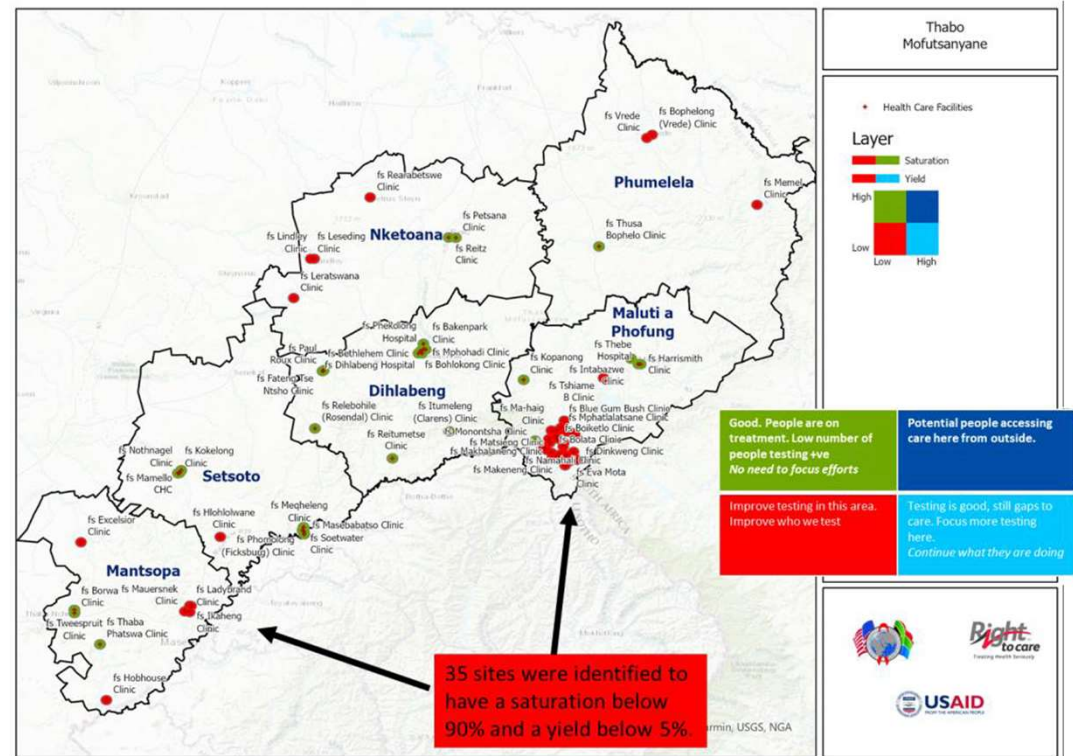 Thabo
Mofutsanyane
Health Care Facilities
Layer
Saturation
Yield
High
Low
Low
High
fs Vrede
Clinic
fs Bophelong
(Vrede) Clinic
Phumelela
fs Memel
Clinic
fs Thusa
Bophelo Clinic
fs Rearabetswe
Clinic
fs Petsana
Clinic
Nketoana
fs Reitz
Clinic
fs Lindley
Clinic
fs Leseding
Clinic
fs Leratswana
Clinic
Maluti a
Phofung
fs Thebe
Hospital
fs Harrismith
Clinic
fs Kopanong
Clinic
fs Intabazwe
Clinic
fs Tshiame
B Clinic
fs Phekolong
Hospital
fs Bakenpark
Clinic
fs Paul
Roux Clinic
fs Bethlehem Clinic
fs Mphohadi Clinic
fs Dihlabeng Hospital
fs Bohlokong Clinic
fs Fateng Tse
Ntsho Clinic
Dihlabeng
fs Relebohile
(Rosendal) Clinic
fs Itumeleng
(Clarens) Clinic
fs Reitumetse
Clinic
fs Ma-haig
Clinic
fs Blue Gum Bush Clinic
fs Mphatlalatsane Clinic
fs Monontsha Clinic
fs Boiketlo Clinic
fs Matsieng Clinic
fs Bolata Clinic
fs Makhalaneng Clinic
fs Dinkweng Clinic
fs Namahali Clinic
fs Makeneng Clinic
fs Eva Mota
Clinic
fs Nothnagel
Clinic
fs Kokelong
Clinic
fs Mamello
CHC
Setsoto
fs Meqheleng
Clinic
fs Masebabatso Clinic
fs Hlohlolwane
Clinic
fs Phomolong
(Ficksburg) Clinic
fs Soetwater
Clinic
fs Excelsior
Clinic
Mantsopa
fs Borwa
Clinic
fs Mauersnek
Clinic
fs Ladybrand
Clinic
fs Tweespruit
Clinic
fs Thaba
Phatswa Clinic
fs Ikaheng
Clinic
fs Hobhouse
Clinic
Good. People are on
treatment. Low number of
people testing +ve
No need to focus efforts
Potential people accessing
care here from outside.
Improve testing in this area.
Improve who we test
Testing is good, still gaps to
care. Focus more testing
here.
Continue what they are doing
35 sites were identified to
have a saturation below
90% and a yield below 5%.
USGS, NGA
Right
to care
Treating Health Seriously
USAID
FROM THE AMERICAN PEOPLE